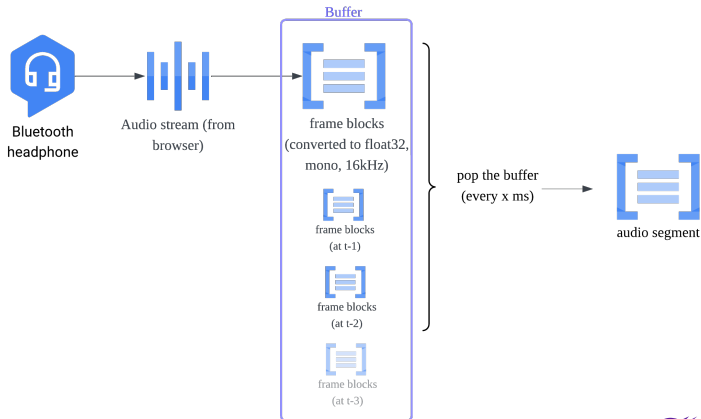 Buffer
Bluetooth
headphone
Audio stream (from
browser)
frame blocks
(converted to float32,
mono, 16kHz)
frame blocks
(at t-1)
frame blocks
(at t-2)
frame blocks
(at t-3)
pop the buffer
(every x ms)
audio segment